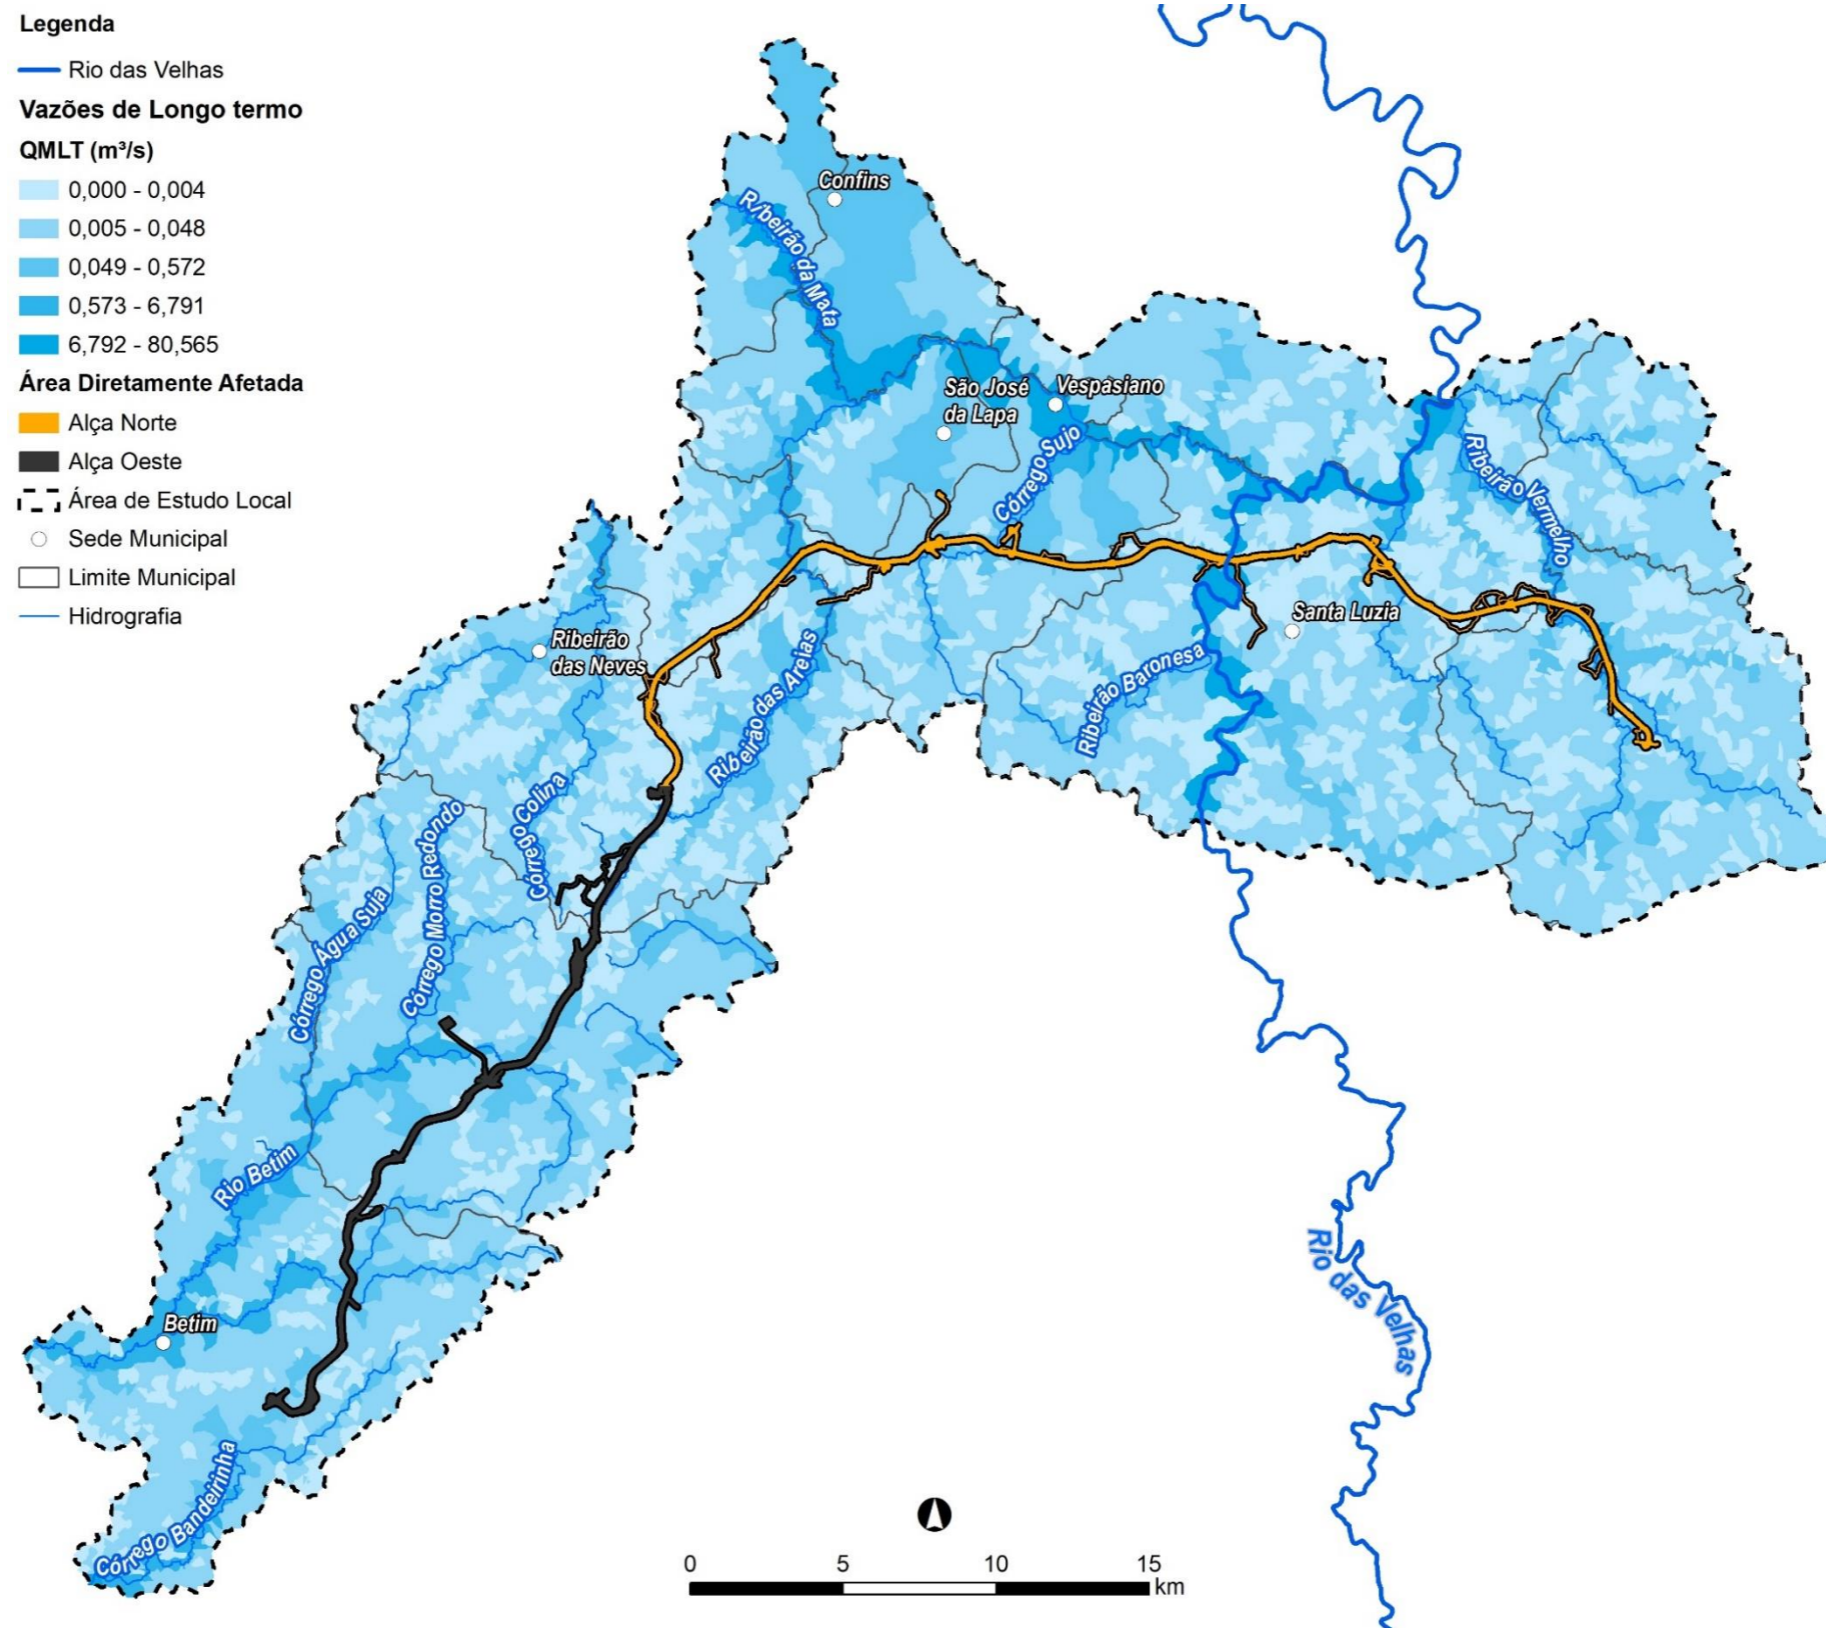 Legenda
Rio das Velhas
Vazões de Longo termo
QMLT (m³/s)
0,000 - 0,004
0,005 - 0,048
0,049 - 0,572
0,573 - 6,791
6,792 - 80,565
Área Diretamente Afetada
Alça Norte
Alça Oeste
Área de Estudo Local
Sede Municipal
Limite Municipal
Hidrografia
Confins
Ribeirão da Mata
São José
da Lapa
Vespasiano
Córrego Sujo
Ribeirão Vermelho
Santa Luzia
Ribeirão
das Neves
Ribeirão das Areias
Ribeirão Baronesa
Córrego Colina
Córrego Morro Redondo
Córrego Água Suja
Rio Betim
Rio das Velhas
Betim
Córrego Bandeirinha
0 5 10 15
km